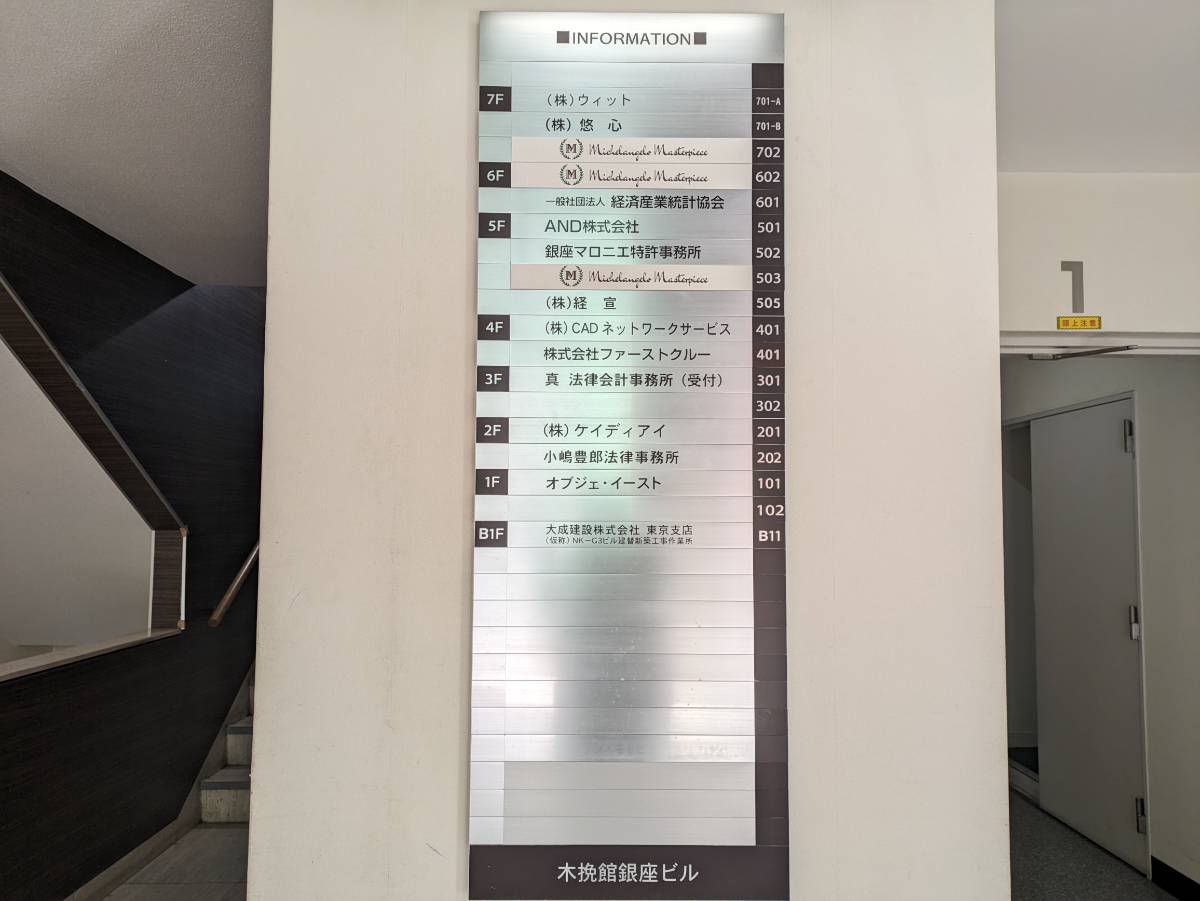 ■INFORMATION■
7F (株)ウィット 701-A
(株) 悠 心 701-B
M Michelangelo Masterpiece 702
6F M Michelangelo Masterpiece 602
一般社団法人 経済産業統計協会 601
5F AND株式会社 501
銀座マロニエ特許事務所 502
M Michelangelo Masterpiece 503
(株)経 宣 505
4F (株)CADネットワークサービス 401
株式会社ファーストクルー 401
3F 真 法律会計事務所(受付) 301
302
2F (株)ケイディアイ 201
小嶋豊郎法律事務所 202
1F オブジェ・イースト 101
102
B1F 大成建設株式会社 東京支店 B11
(仮称)NK-G3ビル建替新築工事作業所
木挽館銀座ビル
1
頭上注意